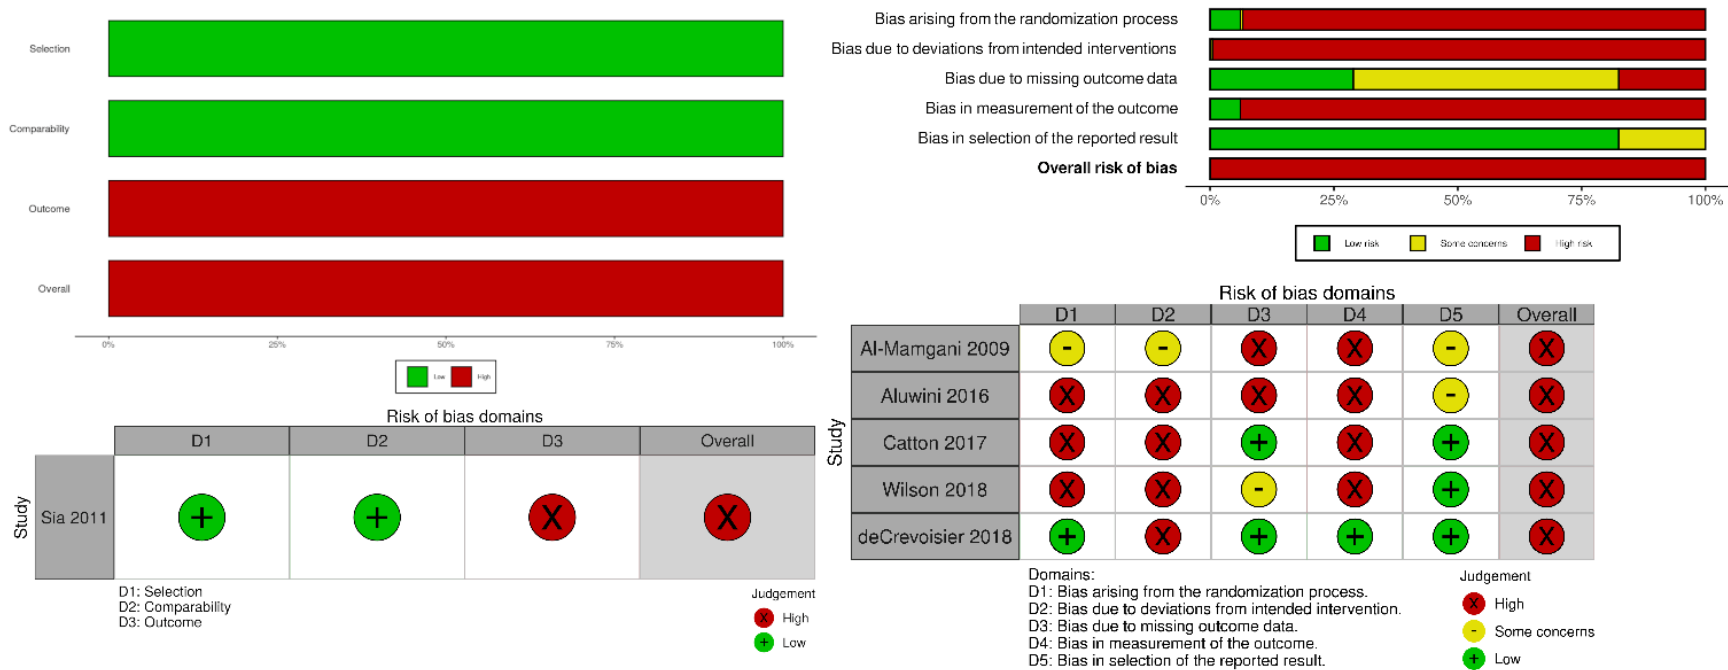 Selection
Comparability
Outcome
Overall
0%
25%
50%
75%
100%
Low
High
Risk of bias domains
D1
D2
D3
Overall
Study
Sia 2011
+
+
X
X
D1: Selection
D2: Comparability
D3: Outcome
Judgement
X High
+ Low
Bias arising from the randomization process
Bias due to deviations from intended interventions
Bias due to missing outcome data
Bias in measurement of the outcome
Bias in selection of the reported result
Overall risk of bias
0%
25%
50%
75%
100%
Low risk
Some concerns
High risk
Risk of bias domains
D1
D2
D3
D4
D5
Overall
Study
Al-Mamgani 2009
-
-
X
X
-
X
Aluwini 2016
X
X
X
X
-
X
Catton 2017
X
X
+
X
+
X
Wilson 2018
X
X
-
X
+
X
deCrevoisier 2018
+
X
+
+
+
X
Domains:
D1: Bias arising from the randomization process.
D2: Bias due to deviations from intended intervention.
D3: Bias due to missing outcome data.
D4: Bias in measurement of the outcome.
D5: Bias in selection of the reported result.
Judgement
X High
- Some concerns
+ Low